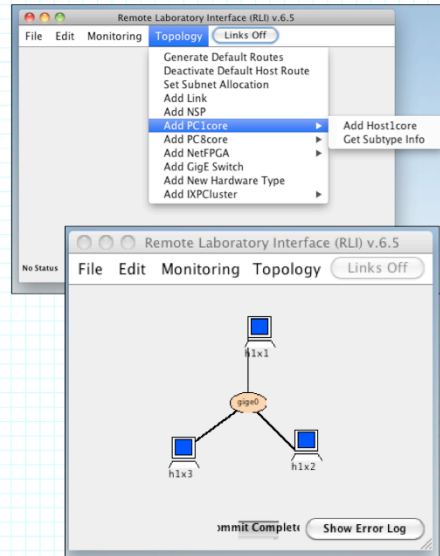 Remote Laboratory Interface (RLI) v.6.5
File Edit Monitoring Topology Links Off
Generate Default Routes
Deactivate Default Host Route
Set Subnet Allocation
Add Link
Add NSP
Add PC1core
Add PC8core
Add NetFPGA
Add GigE Switch
Add New Hardware Type
Add IXPCluster
Add Host1core
Get Subtype Info
No Status
Remote Laboratory Interface (RLI) v.6.5
File Edit Monitoring Topology Links Off
h1x1
gige0
h1x3
h1x2
ommit Complete
Show Error Log